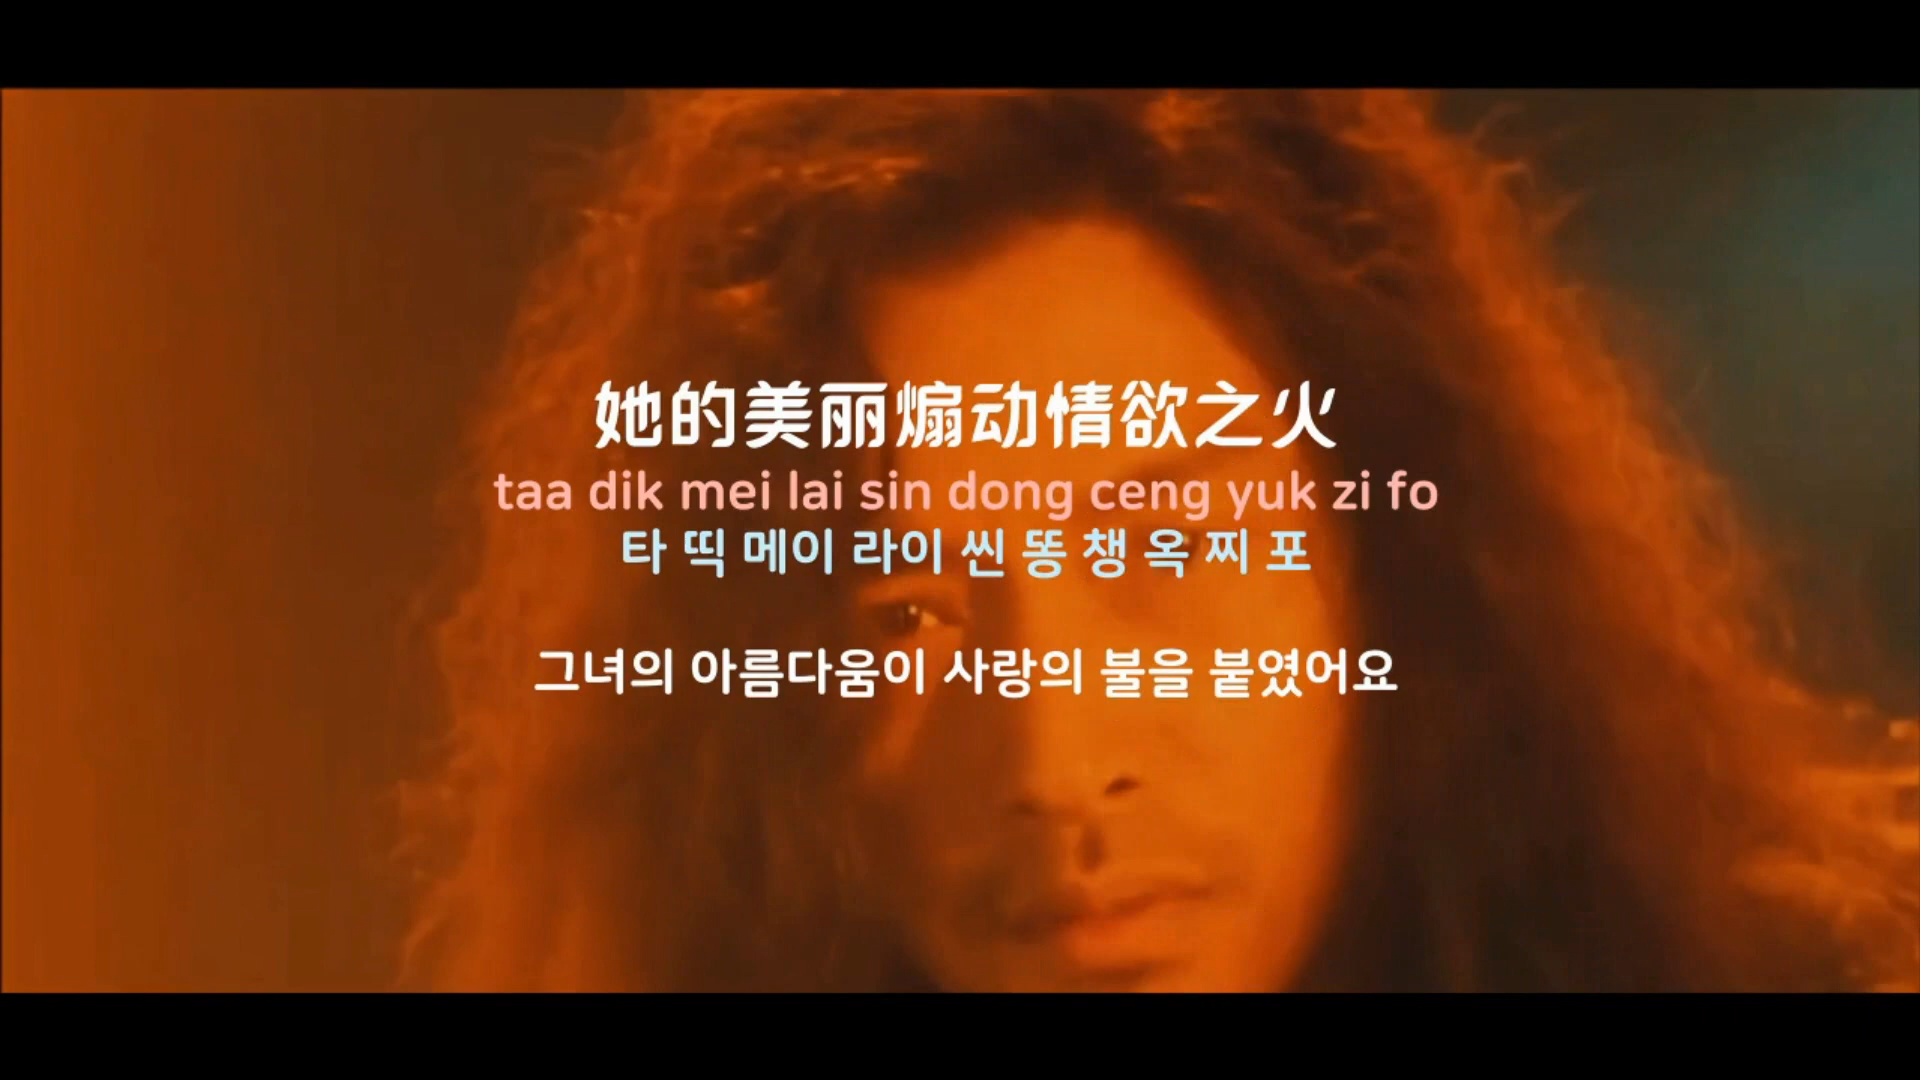 她的美丽煽动情欲之火
taa dik mei lai sin dong ceng yuk zi fo
타 띡 메이 라이 씬 똥 챙 옥 찌 포
그녀의 아름다움이 사랑의 불을 붙였어요